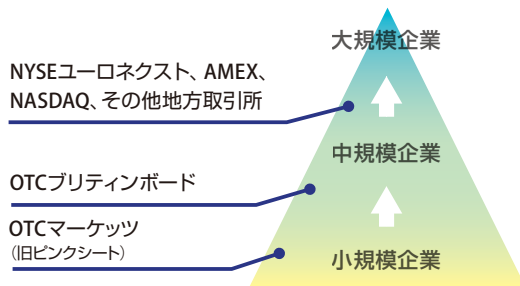 大規模企業
NYSEユーロネクスト、AMEX、
NASDAQ、その他地方取引所
中規模企業
OTCブリティンボード
OTCマーケッツ
(旧ピンクシート)
小規模企業